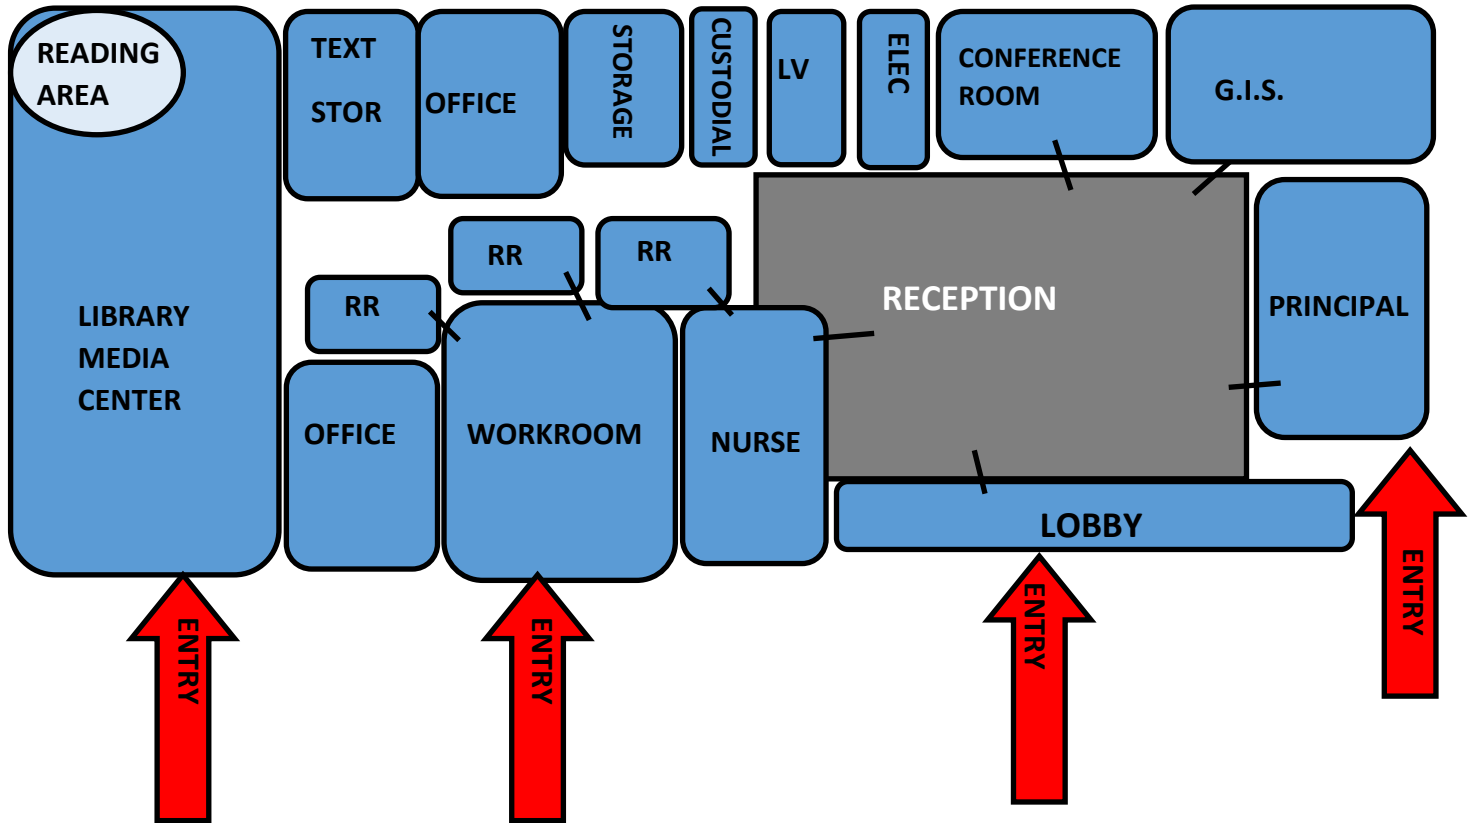 READING
AREA
TEXT
STOR
OFFICE
STORAGE
CUSTODIAL
LV
ELEC
CONFERENCE
ROOM
G.I.S.
RR
RR
RR
RECEPTION
PRINCIPAL
LIBRARY
MEDIA
CENTER
OFFICE
WORKROOM
NURSE
LOBBY
ENTRY
ENTRY
ENTRY
ENTRY